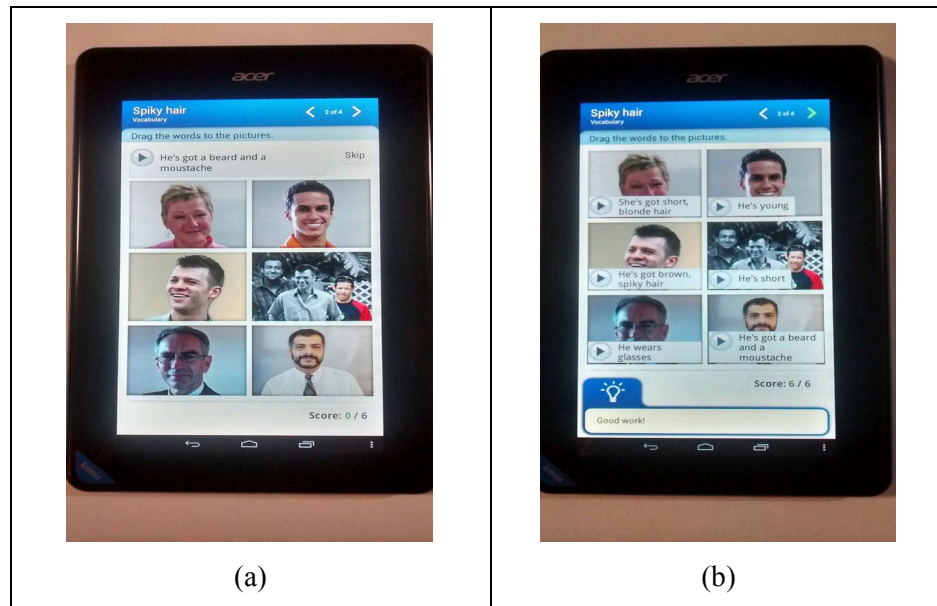 acer
Spiky hair
Vocabulary
2 of 4
Drag the words to the pictures.
He's got a beard and a
moustache
Skip
Score: 0 / 6
Iconia
(a)
acer
Spiky hair
Vocabulary
2 of 4
Drag the words to the pictures.
She's got short,
blonde hair
He's young
He's got brown,
spiky hair
He's short
He wears
glasses
He's got a beard
and a
moustache
Score: 6 / 6
Good work!
(b)